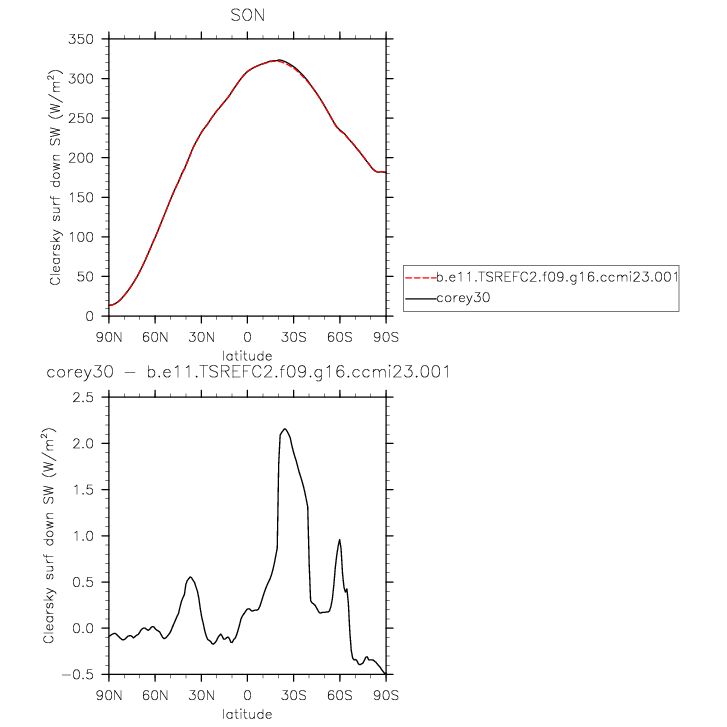 SON
350
300
250
200
150
100
50
0
Clearsky surf down SW (W/m²)
90N 60N 30N 0 30S 60S 90S
latitude
b.e11.TSREFC2.f09.g16.ccmi23.001
corey30
corey30 − b.e11.TSREFC2.f09.g16.ccmi23.001
2.5
2.0
1.5
1.0
0.5
0.0
−0.5
Clearsky surf down SW (W/m²)
90N 60N 30N 0 30S 60S 90S
latitude